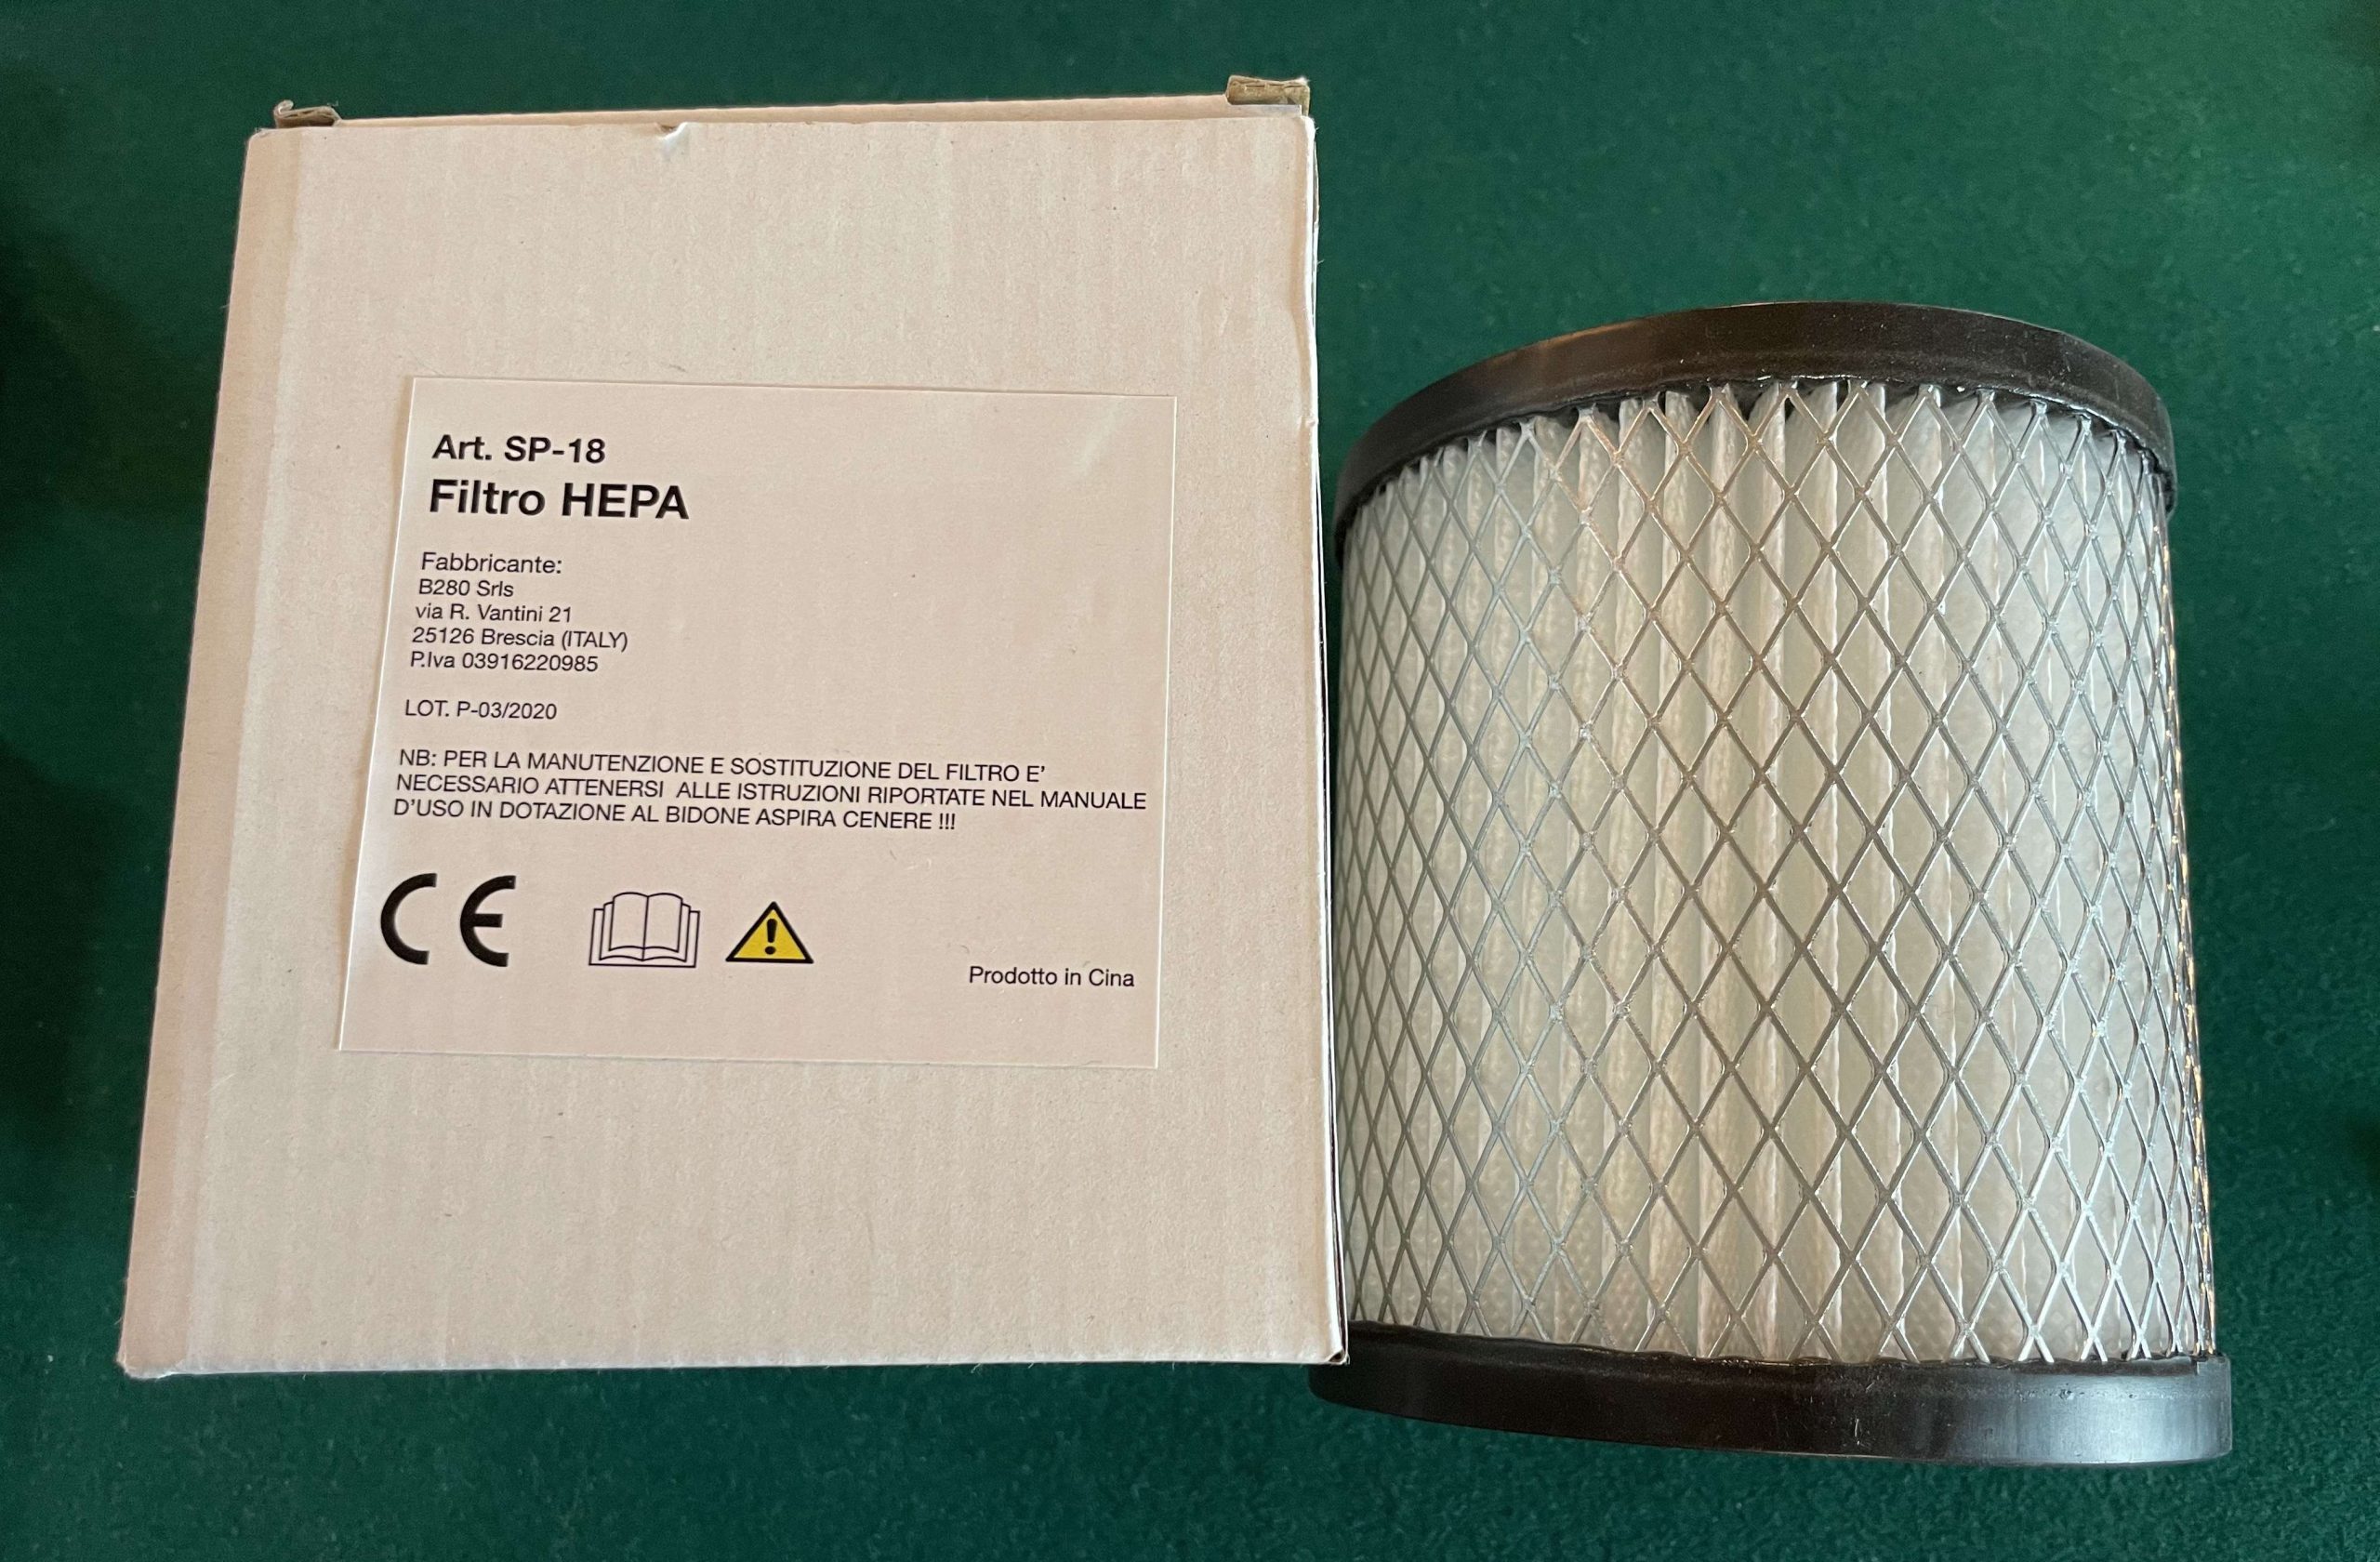 Art. SP-18
Filtro HEPA
Fabbricante:
B280 Srls
via R. Vantini 21
25126 Brescia (ITALY)
P.Iva 03916220985
LOT. P-03/2020
NB: PER LA MANUTENZIONE E SOSTITUZIONE DEL FILTRO E'
NECESSARIO ATTENERSI  ALLE ISTRUZIONI RIPORTATE NEL MANUALE
D'USO IN DOTAZIONE AL BIDONE ASPIRA CENERE !!!
CE
Prodotto in Cina